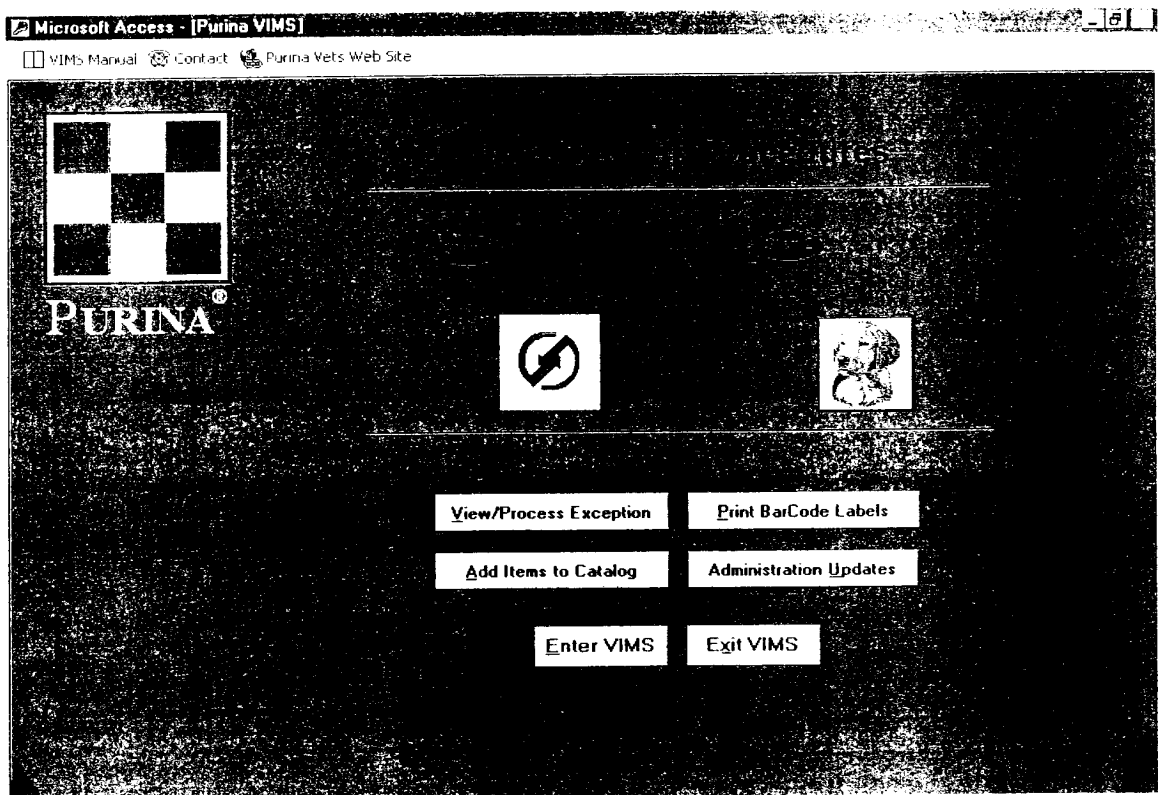 Microsoft Access - [Purina VIMS]
VIMS Manual Contact Purina Vets Web Site
PURINA®
View/Process Exception Print BarCode Labels
Add Items to Catalog Administration Updates
Enter VIMS Exit VIMS